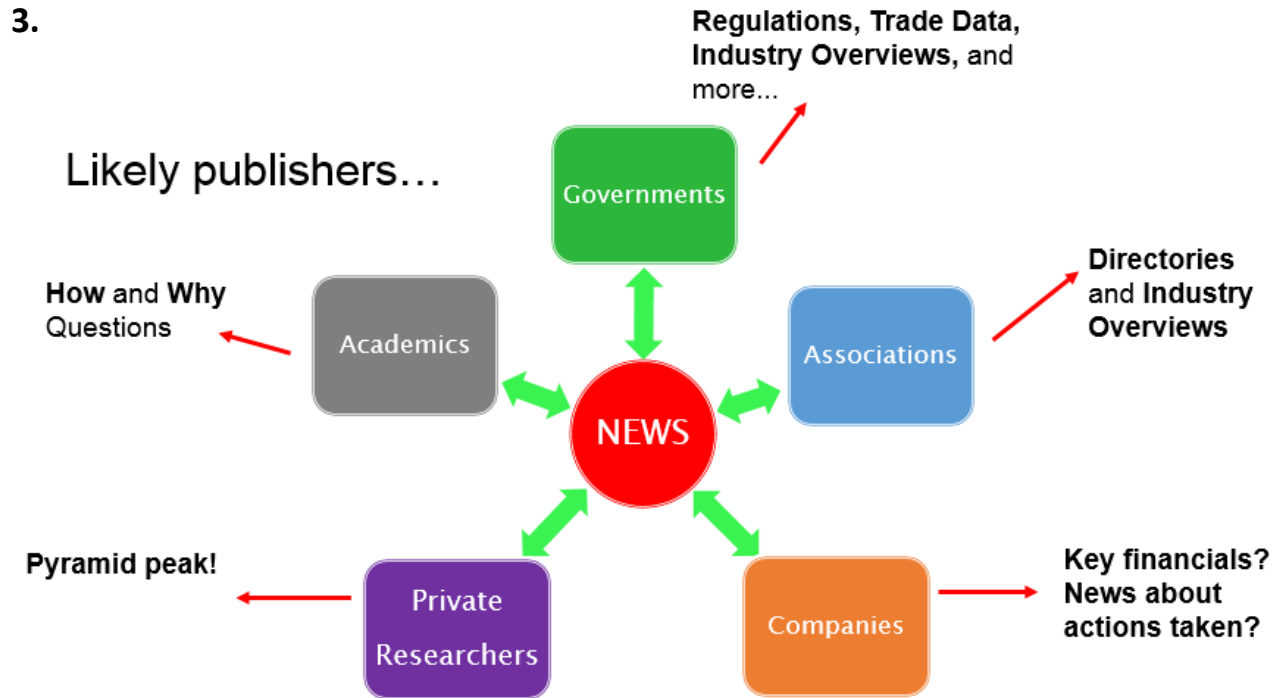 3.
Regulations, Trade Data,
Industry Overviews, and
more...
Likely publishers…
Governments
Directories
and Industry
Overviews
How and Why
Questions
Academics
Associations
NEWS
Pyramid peak!
Private
Researchers
Companies
Key financials?
News about
actions taken?